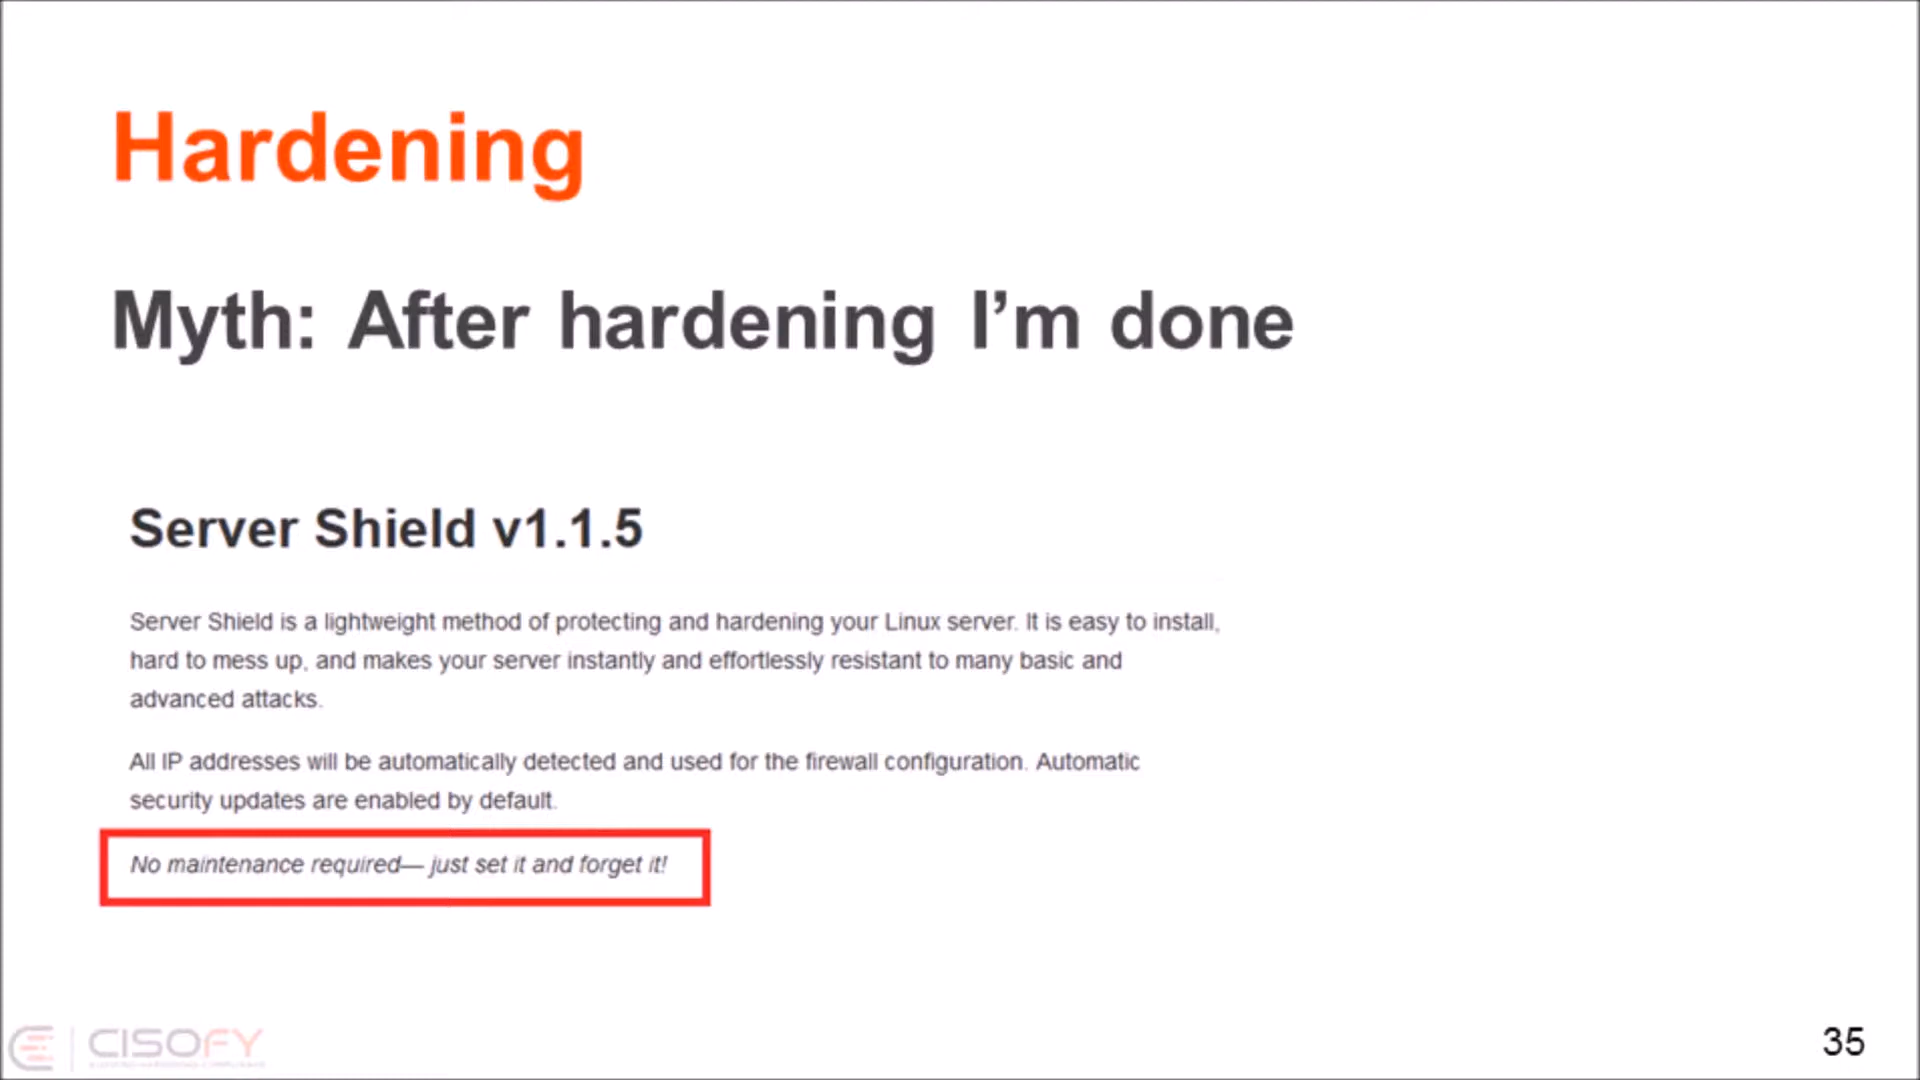 Hardening
Myth: After hardening I’m done
Server Shield v1.1.5
Server Shield is a lightweight method of protecting and hardening your Linux server. It is easy to install,
hard to mess up, and makes your server instantly and effortlessly resistant to many basic and
advanced attacks.
All IP addresses will be automatically detected and used for the firewall configuration. Automatic
security updates are enabled by default.
No maintenance required— just set it and forget it!
CISOFY
35